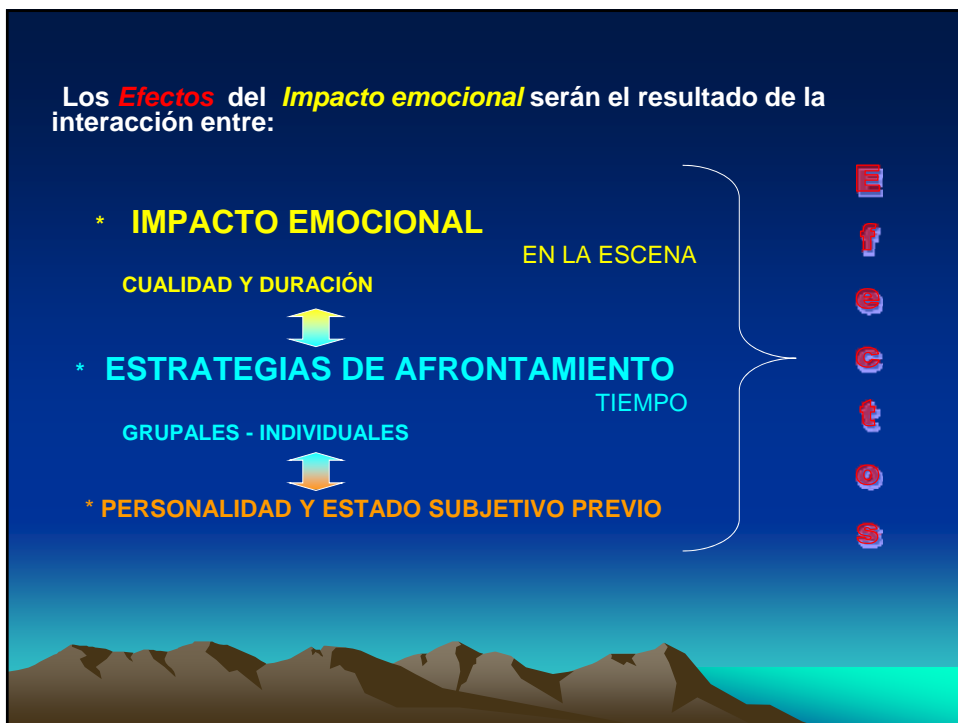 Los Efectos del Impacto emocional serán el resultado de la
interacción entre:
* IMPACTO EMOCIONAL
EN LA ESCENA
CUALIDAD Y DURACIÓN
* ESTRATEGIAS DE AFRONTAMIENTO
TIEMPO
GRUPALES - INDIVIDUALES
* PERSONALIDAD Y ESTADO SUBJETIVO PREVIO
Efectos